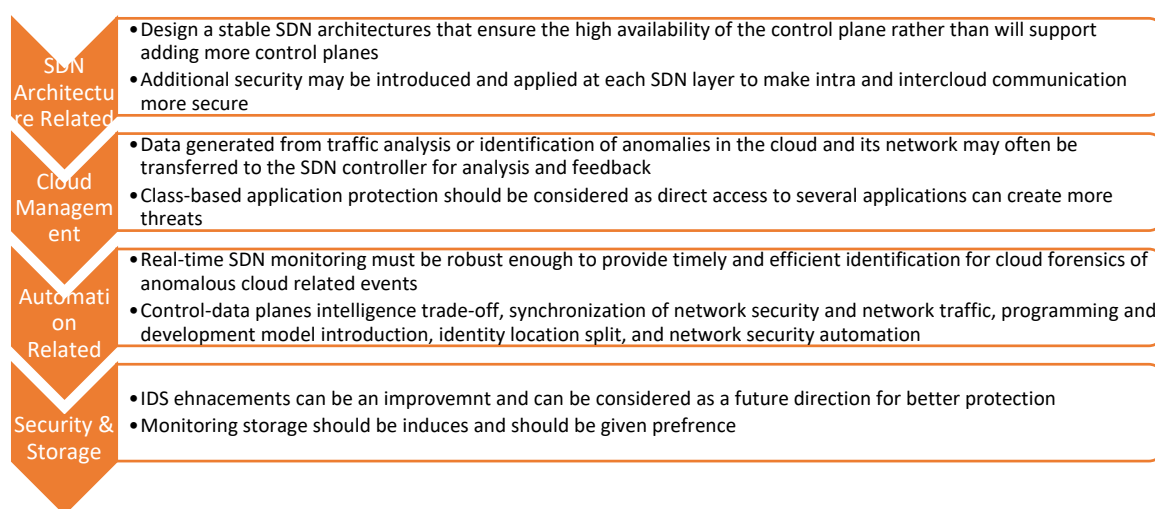 SDN
Architectu
re Related
•Design a stable SDN architectures that ensure the high availability of the control plane rather than will support
adding more control planes
•Additional security may be introduced and applied at each SDN layer to make intra and intercloud communication
more secure
Cloud
Managem
ent
•Data generated from traffic analysis or identification of anomalies in the cloud and its network may often be
transferred to the SDN controller for analysis and feedback
•Class-based application protection should be considered as direct access to several applications can create more
threats
Automati
on
Related
•Real-time SDN monitoring must be robust enough to provide timely and efficient identification for cloud forensics of
anomalous cloud related events
•Control-data planes intelligence trade-off, synchronization of network security and network traffic, programming and
development model introduction, identity location split, and network security automation
Security &
Storage
•IDS ehnacements can be an improvemnt and can be considered as a future direction for better protection
•Monitoring storage should be induces and should be given prefrence